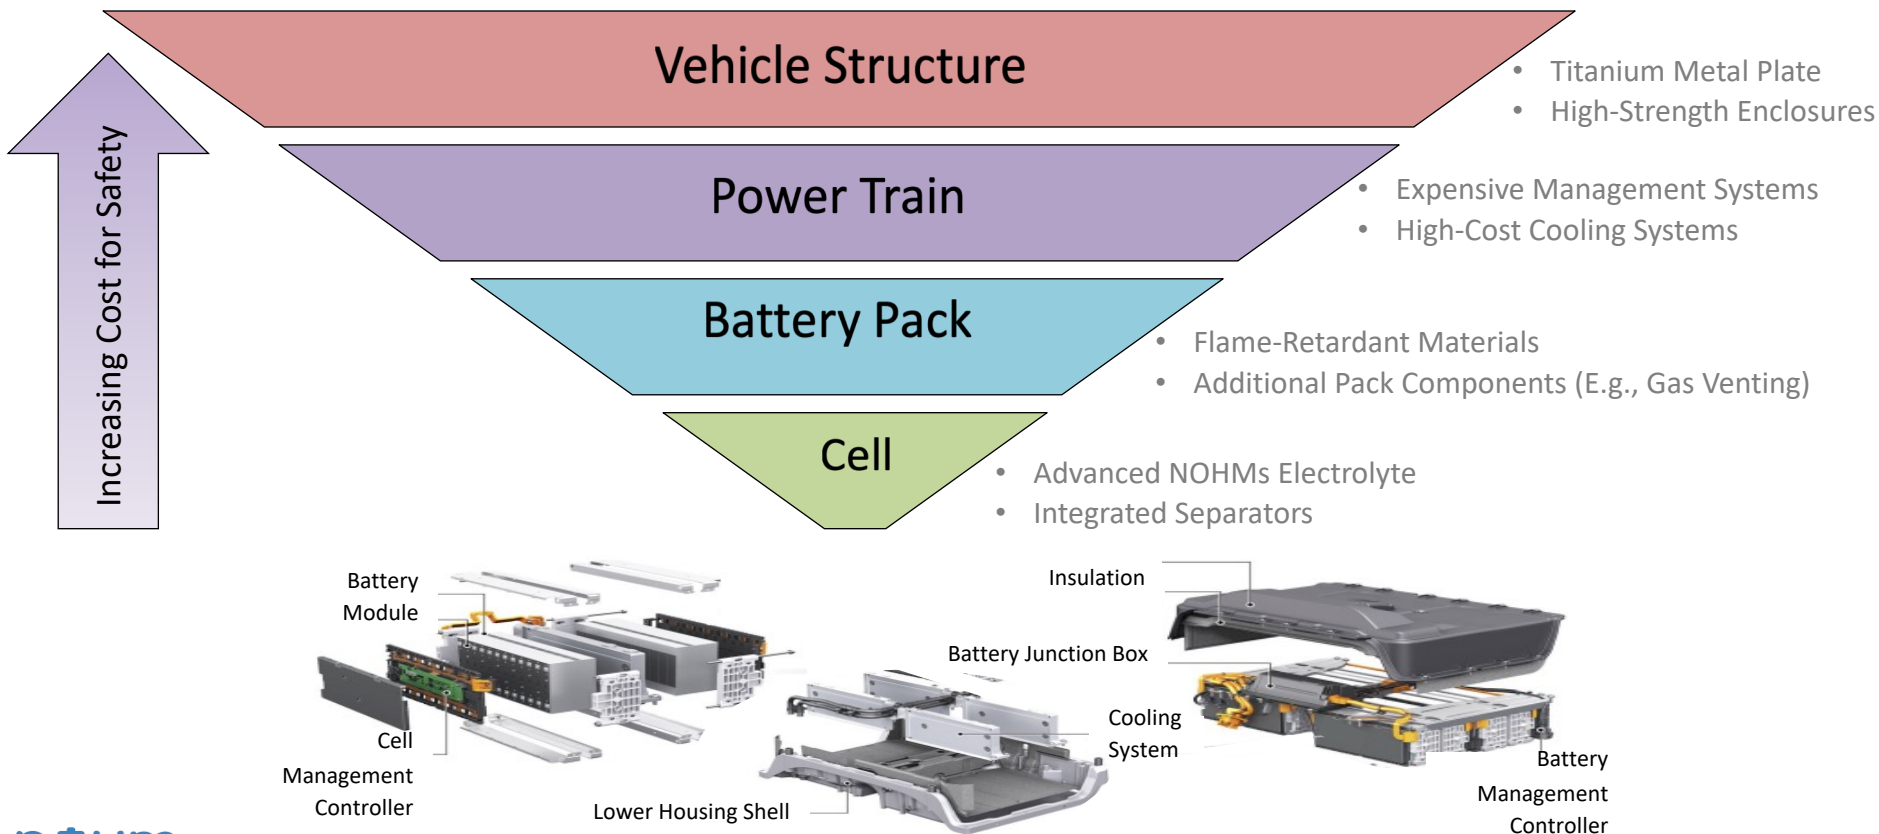 Vehicle Structure
• Titanium Metal Plate
• High-Strength Enclosures
Increasing Cost for Safety
Power Train
• Expensive Management Systems
• High-Cost Cooling Systems
Battery Pack
• Flame-Retardant Materials
• Additional Pack Components (E.g., Gas Venting)
Cell
• Advanced NOHMs Electrolyte
• Integrated Separators
Battery
Module
Cell
Management
Controller
Lower Housing Shell
Cooling
System
Insulation
Battery Junction Box
Battery
Management
Controller